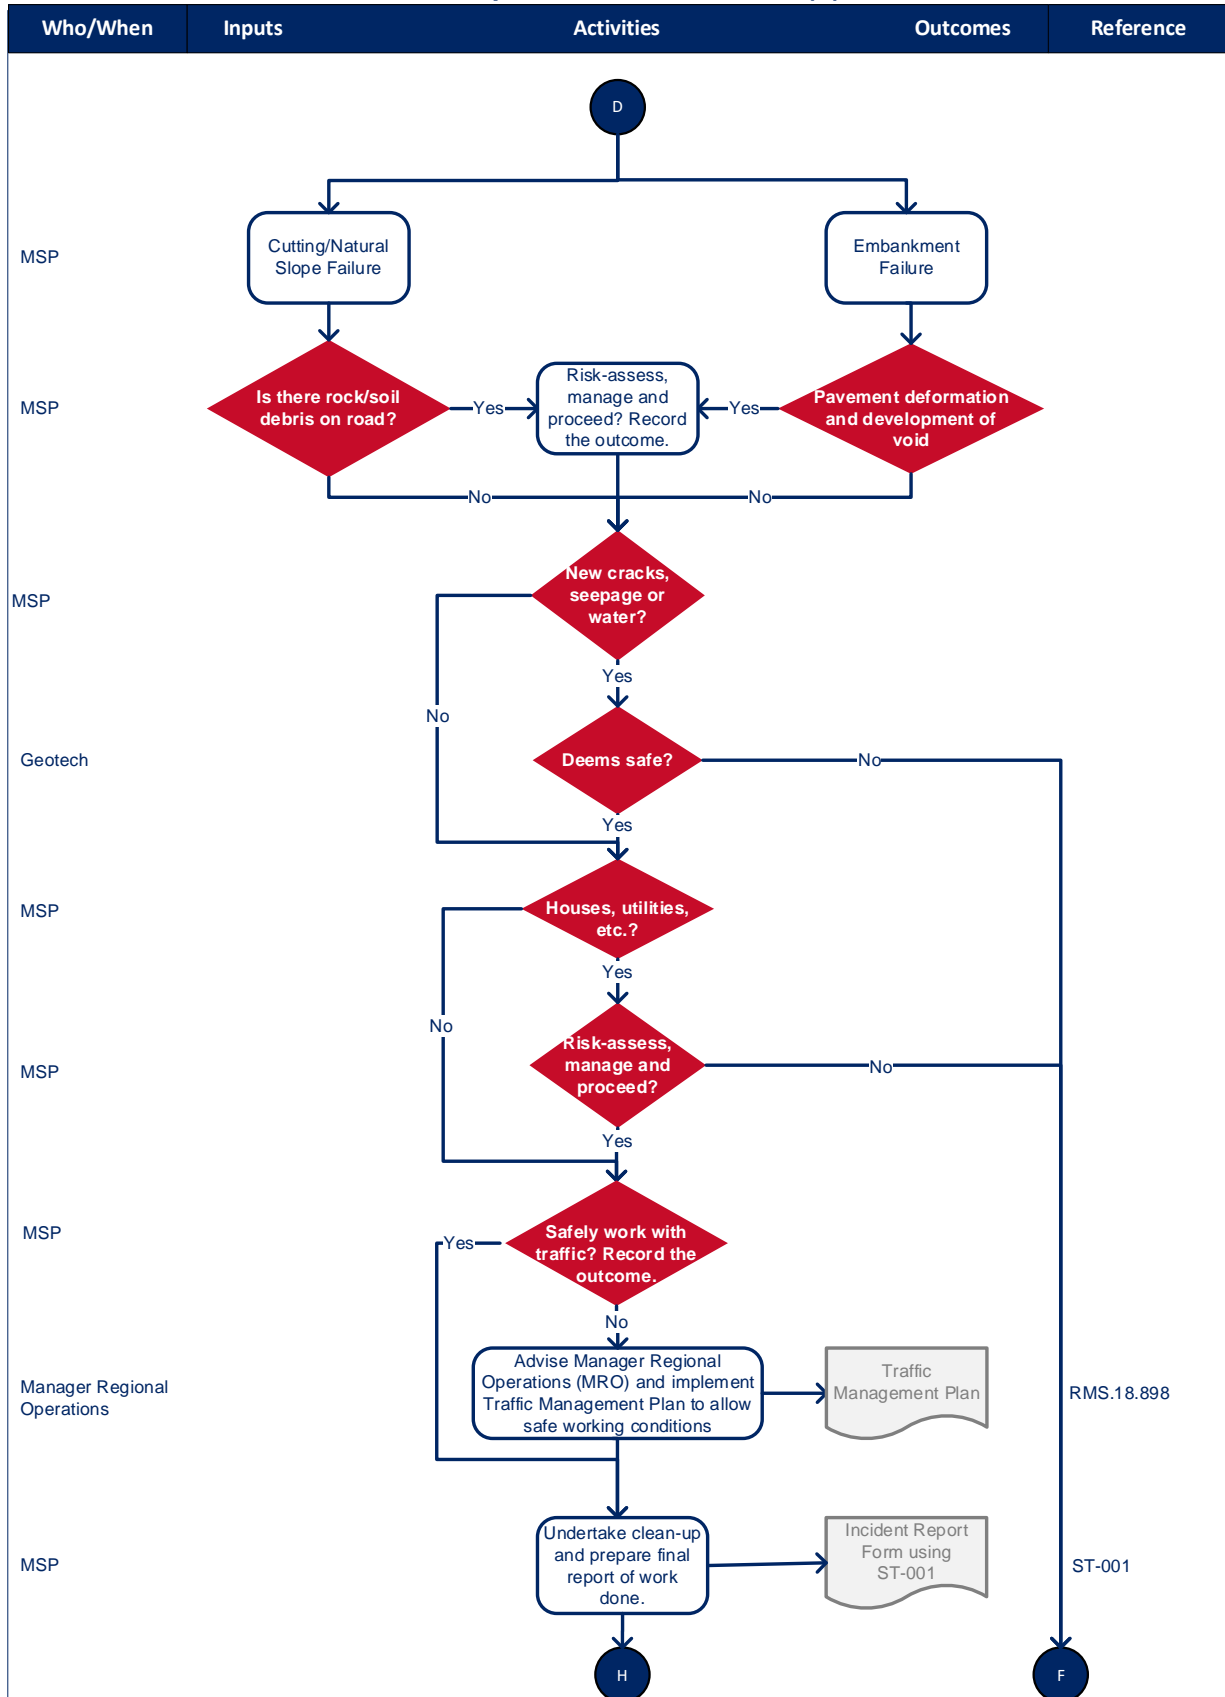 Who/When
Inputs
Activities
Outcomes
Reference
D
MSP
Cutting/Natural
Slope Failure
Embankment
Failure
MSP
Is there rock/soil
debris on road?
Yes
Risk-assess,
manage and
proceed? Record
the outcome.
Yes
Pavement deformation
and development of
void
No
No
MSP
New cracks,
seepage or
water?
Yes
No
Geotech
Deems safe?
No
Yes
MSP
Houses, utilities,
etc.?
Yes
No
MSP
Risk-assess,
manage and
proceed?
No
Yes
MSP
Safely work with
traffic? Record the
outcome.
Yes
No
Manager Regional
Operations
Advise Manager Regional
Operations (MRO) and implement
Traffic Management Plan to allow
safe working conditions
Traffic
Management Plan
RMS.18.898
MSP
Undertake clean-up
and prepare final
report of work
done.
Incident Report
Form using
ST-001
ST-001
H
F